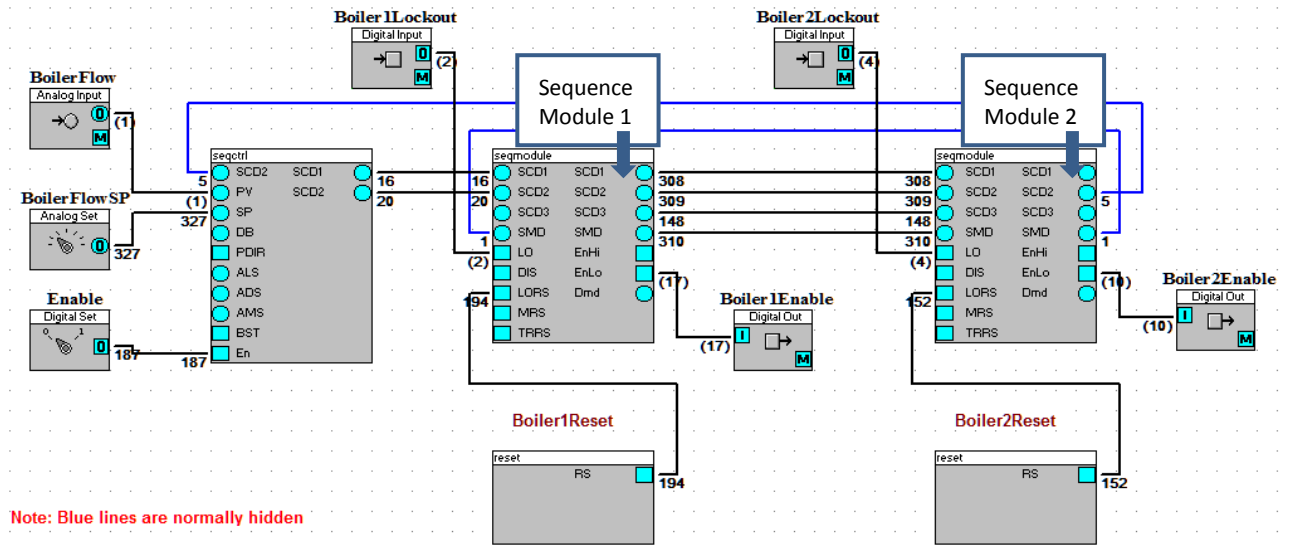 Boiler1Lockout
Digital Input
O
(2)
M
Boiler2Lockout
Digital Input
O
(4)
M
Sequence
Module 1
Sequence
Module 2
BoilerFlow
Analog Input
O
(1)
M
BoilerFlowSP
Analog Set
O
327
Enable
Digital Set
0 1
O
187
seqctrl
5 SCD2 SCD1 16
(1) PV SCD2 20
327 SP
DB
PDIR
ALS
ADS
AMS
BST
187 En
seqmodule
16 SCD1 SCD1 308
20 SCD2 SCD2 309
SCD3 SCD3 148
1 SMD SMD 310
(2) LO EnHi
DIS EnLo (17)
194 LORS Dmd
MRS
TRRS
Boiler1Enable
Digital Out
(17) I
M
seqmodule
308 SCD1 SCD1
309 SCD2 SCD2 5
148 SCD3 SCD3
310 SMD SMD 1
(4) LO EnHi
DIS EnLo (10)
152 LORS Dmd
MRS
TRRS
Boiler2Enable
Digital Out
(10) I
M
Boiler1Reset
reset
RS 194
Boiler2Reset
reset
RS 152
Note: Blue lines are normally hidden